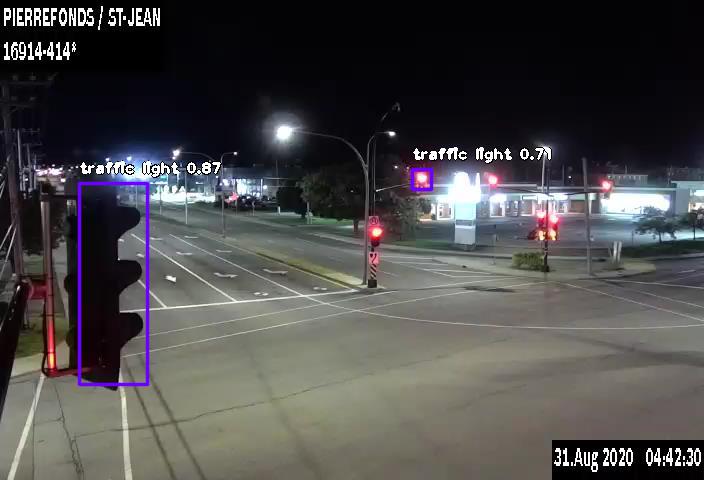 PIERREFONDS / ST-JEAN
16914-414*
traffic light 0.87
traffic light 0.71
31.Aug 2020 04:42:30